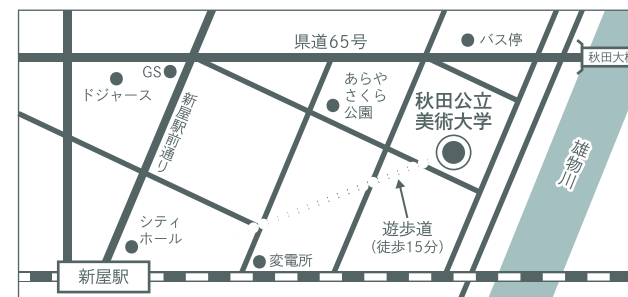 県道65号
バス停
秋田大橋
GS
ドジャース
あらや
さくら
公園
秋田公立
美術大学
新屋駅前通り
雄物川
シティ
ホール
遊歩道
(徒歩15分)
変電所
新屋駅